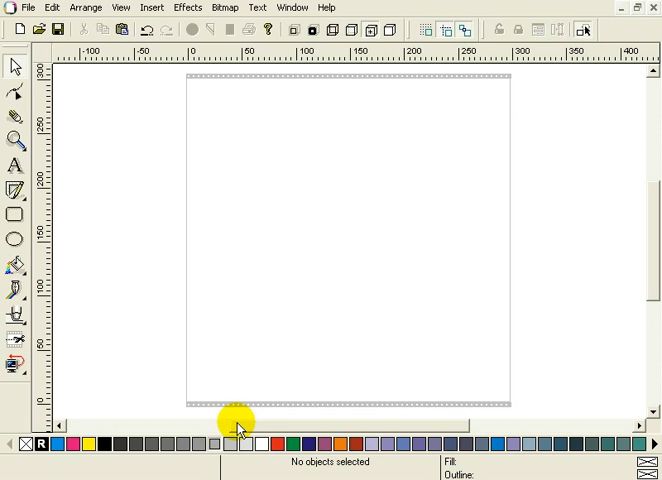 File Edit Arrange View Insert Effects Bitmap Text Window Help
-100 -50 0 50 100 150 200 250 300 350 400
300
250
200
150
100
50
0
A
R
No objects selected
Fill:
Outline: